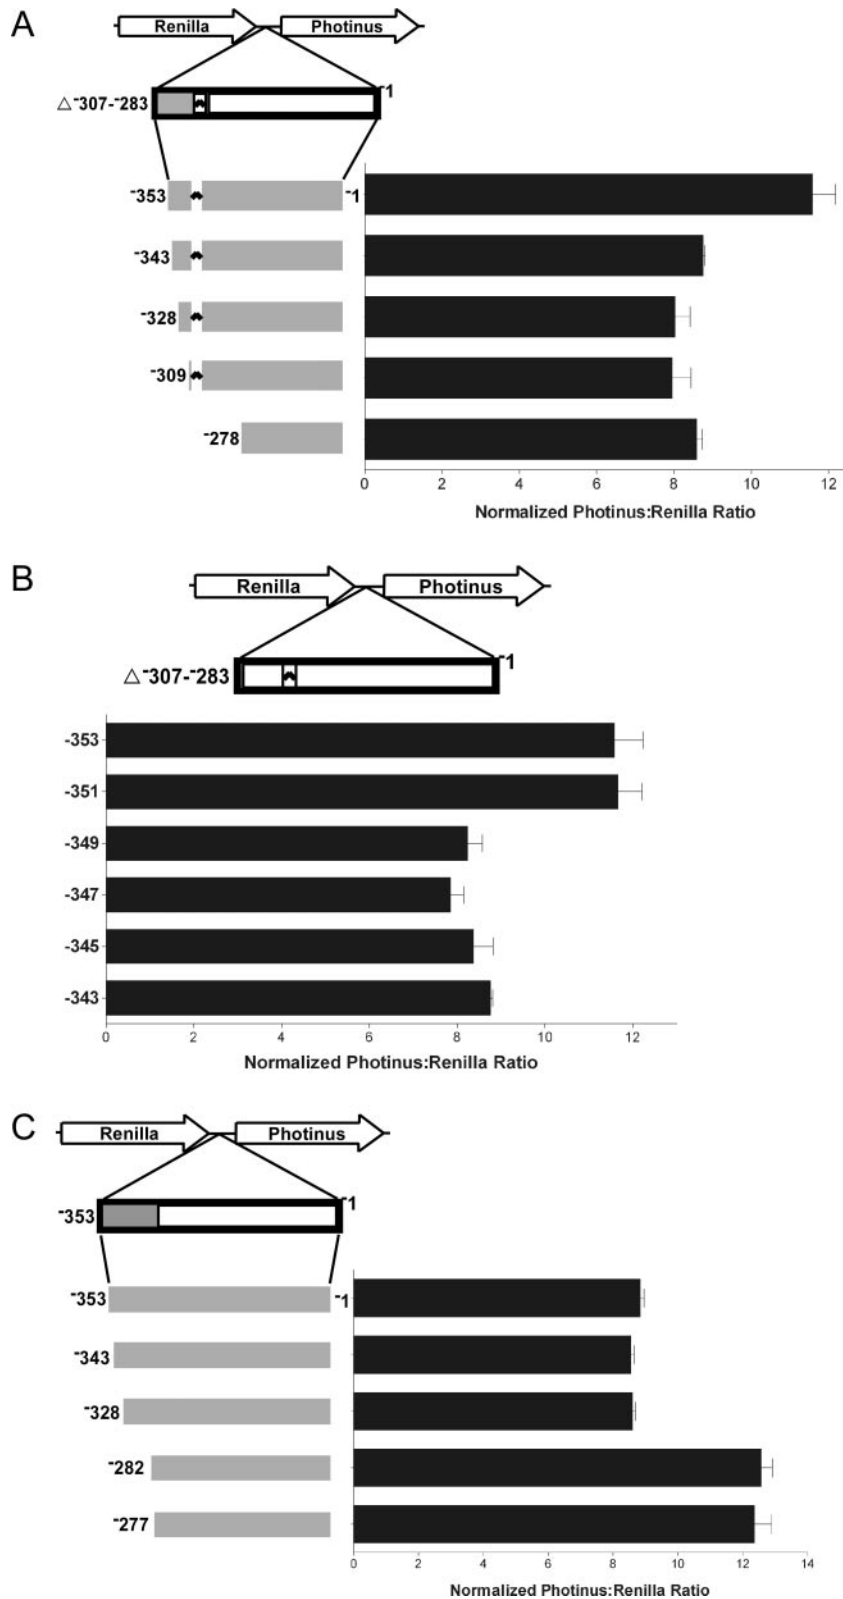 A
Renilla Photinus
△⁻307-⁻283 ⁻1
⁻353 ⁻1
⁻343
⁻328
⁻309
⁻278
0 2 4 6 8 10 12
Normalized Photinus:Renilla Ratio
B
Renilla Photinus
△⁻307-⁻283 ⁻1
-353
-351
-349
-347
-345
-343
0 2 4 6 8 10 12
Normalized Photinus:Renilla Ratio
C
Renilla Photinus
⁻353 ⁻1
⁻353 ⁻1
⁻343
⁻328
⁻282
⁻277
0 2 4 6 8 10 12 14
Normalized Photinus:Renilla Ratio